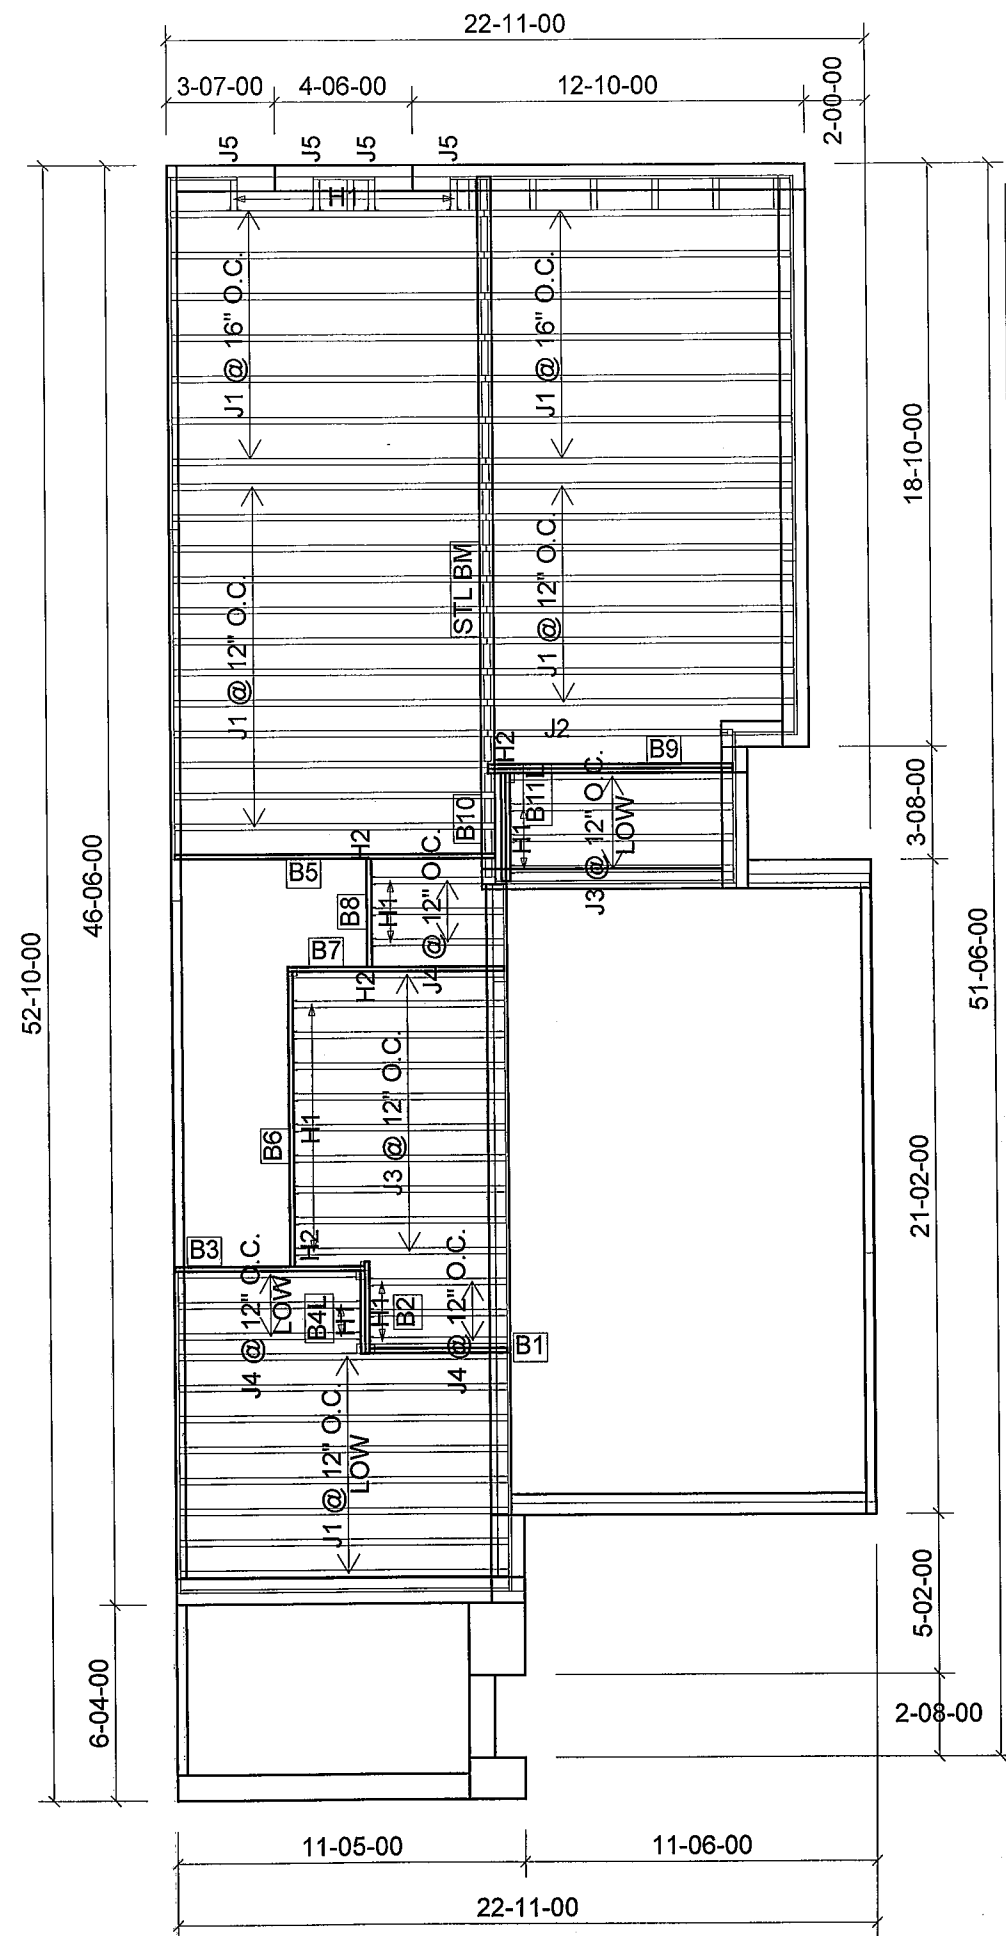 22-11-00
3-07-00
4-06-00
12-10-00
2-00-00
J5
J5
J5
J5
H1
J1 @ 16" O.C.
J1 @ 16" O.C.
18-10-00
STL BM
J1 @ 12" O.C.
J1 @ 12" O.C.
J2
H2
B9
46-06-00
52-10-00
B10
B11L
H1
J3 @ 12" O.C.
LOW
3-08-00
H2
B5
B8
H1
J4 @ 12" O.C.
B7
H2
51-06-00
J3 @ 12" O.C.
B6
H1
21-02-00
B3
H2
J4 @ 12" O.C.
LOW
B4L
H1
H1
B2
J4 @ 12" O.C.
B1
J1 @ 12" O.C.
LOW
5-02-00
6-04-00
2-08-00
11-05-00
11-06-00
22-11-00